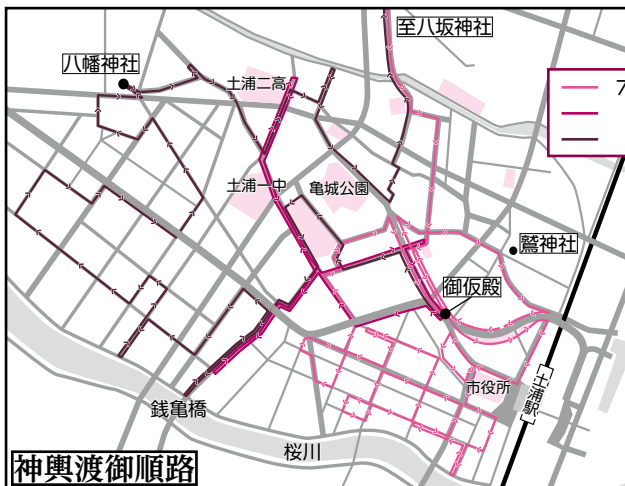 至八坂神社
八幡神社
土浦二高
7
土浦一中
亀城公園
鷲神社
御仮殿
市役所
土浦駅
銭亀橋
桜川
神輿渡御順路